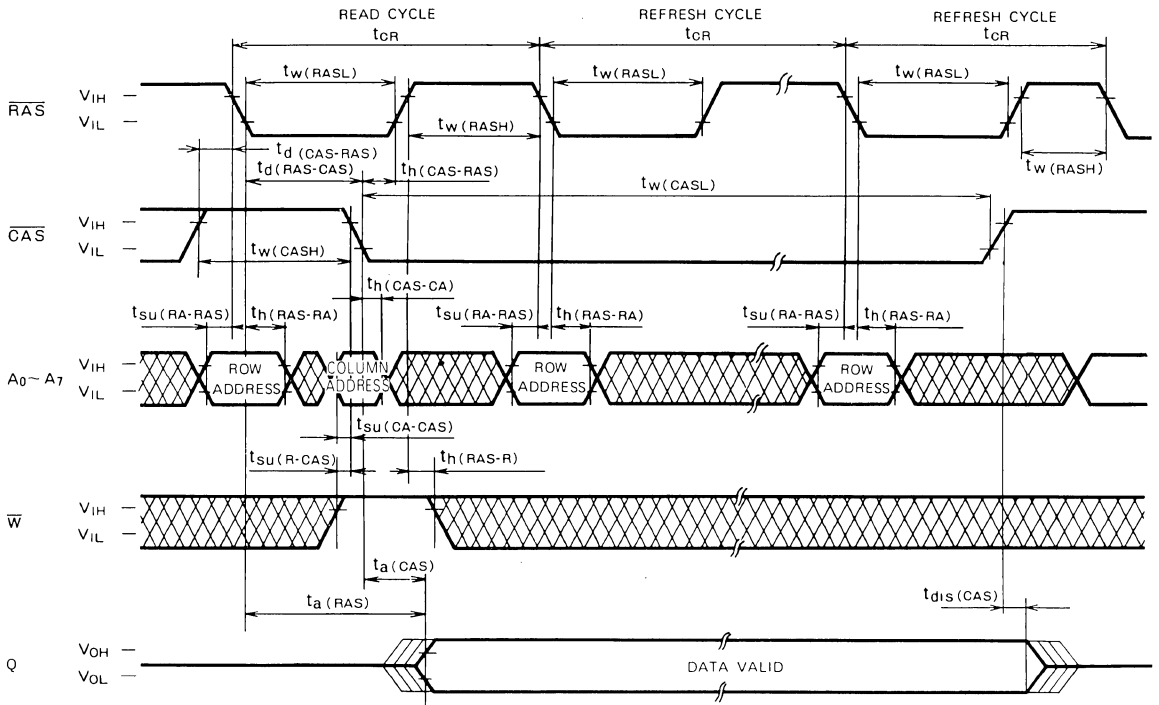 READ CYCLE REFRESH CYCLE REFRESH CYCLE
tCR tCR tCR
tw(RASL) tw(RASL) tw(RASL)
RAS VIH
VIL
tw(RASH)
td(CAS-RAS)
td(RAS-CAS) th(CAS-RAS) tw(RASH)
tw(CASL)
CAS VIH
VIL
tw(CASH)
th(CAS-CA)
tsu(RA-RAS) th(RAS-RA) tsu(RA-RAS) th(RAS-RA) tsu(RA-RAS) th(RAS-RA)
A0~A7 VIH
VIL
ROW ADDRESS
COLUMN ADDRESS
ROW ADDRESS
ROW ADDRESS
tsu(CA-CAS)
tsu(R-CAS) th(RAS-R)
W VIH
VIL
ta(CAS)
ta(RAS) tdis(CAS)
Q VOH
VOL
DATA VALID